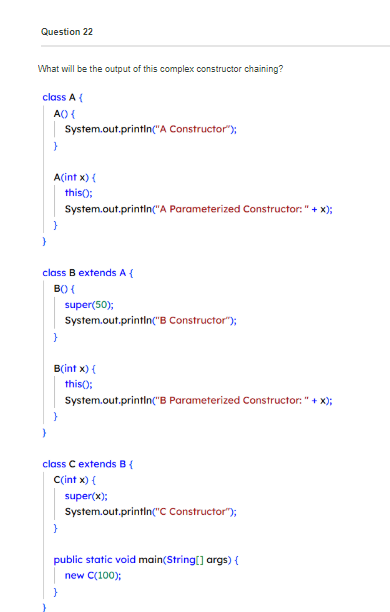 Question 22
What will be the output of this complex constructor chaining?
class A {
A() {
System.out.println("A Constructor");
}
A(int x) {
this();
System.out.println("A Parameterized Constructor: " + x);
}
}
class B extends A {
B() {
super(50);
System.out.println("B Constructor");
}
B(int x) {
this();
System.out.println("B Parameterized Constructor: " + x);
}
}
class C extends B {
C(int x) {
super(x);
System.out.println("C Constructor");
}
public static void main(String[] args) {
new C(100);
}
}